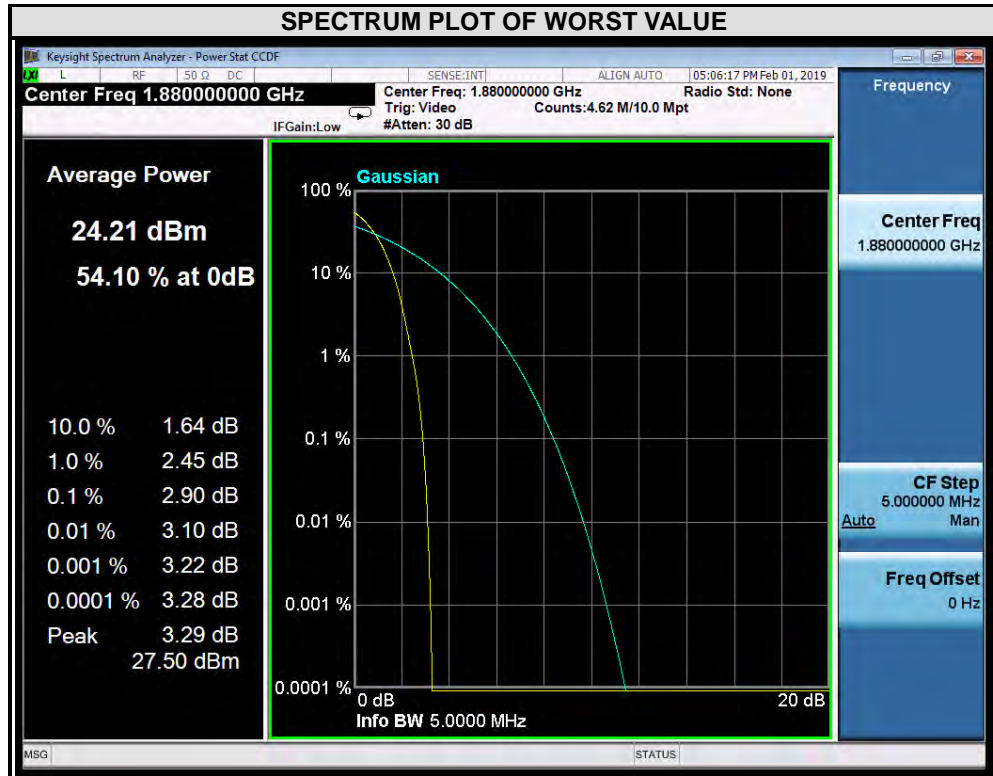 SPECTRUM PLOT OF WORST VALUE
Keysight Spectrum Analyzer - Power Stat CCDF
LXI L RF 50 Ω DC SENSE:INT ALIGN AUTO 05:06:17 PM Feb 01, 2019
Center Freq 1.880000000 GHz
Center Freq: 1.880000000 GHz Radio Std: None
Trig: Video Counts:4.62 M/10.0 Mpt
IFGain:Low #Atten: 30 dB
Frequency
Average Power
24.21 dBm
54.10 % at 0dB
10.0 % 1.64 dB
1.0 % 2.45 dB
0.1 % 2.90 dB
0.01 % 3.10 dB
0.001 % 3.22 dB
0.0001 % 3.28 dB
Peak 3.29 dB
27.50 dBm
Gaussian
100 %
10 %
1 %
0.1 %
0.01 %
0.001 %
0.0001 %
0 dB 20 dB
Info BW 5.0000 MHz
Center Freq
1.880000000 GHz
CF Step
5.000000 MHz
Auto Man
Freq Offset
0 Hz
MSG STATUS